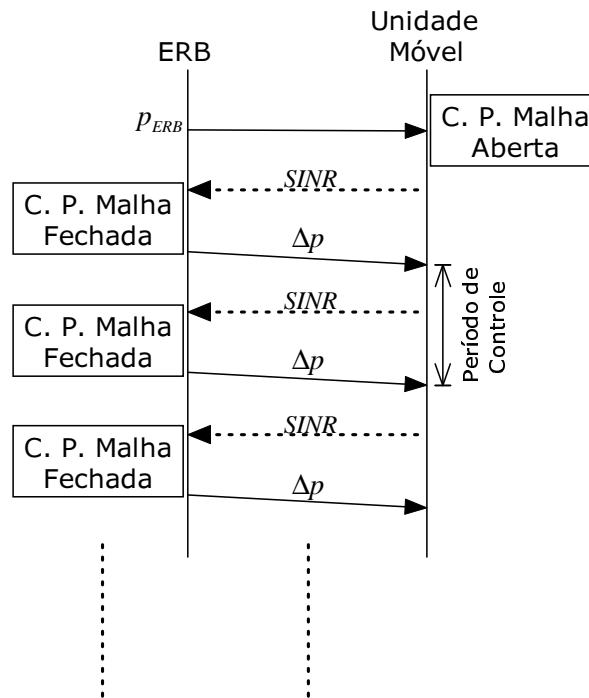 Unidade
Móvel
ERB
p_ERB
C. P. Malha
Aberta
SINR
C. P. Malha
Fechada
Δp
SINR
C. P. Malha
Fechada
Δp
Período de
Controle
SINR
C. P. Malha
Fechada
Δp